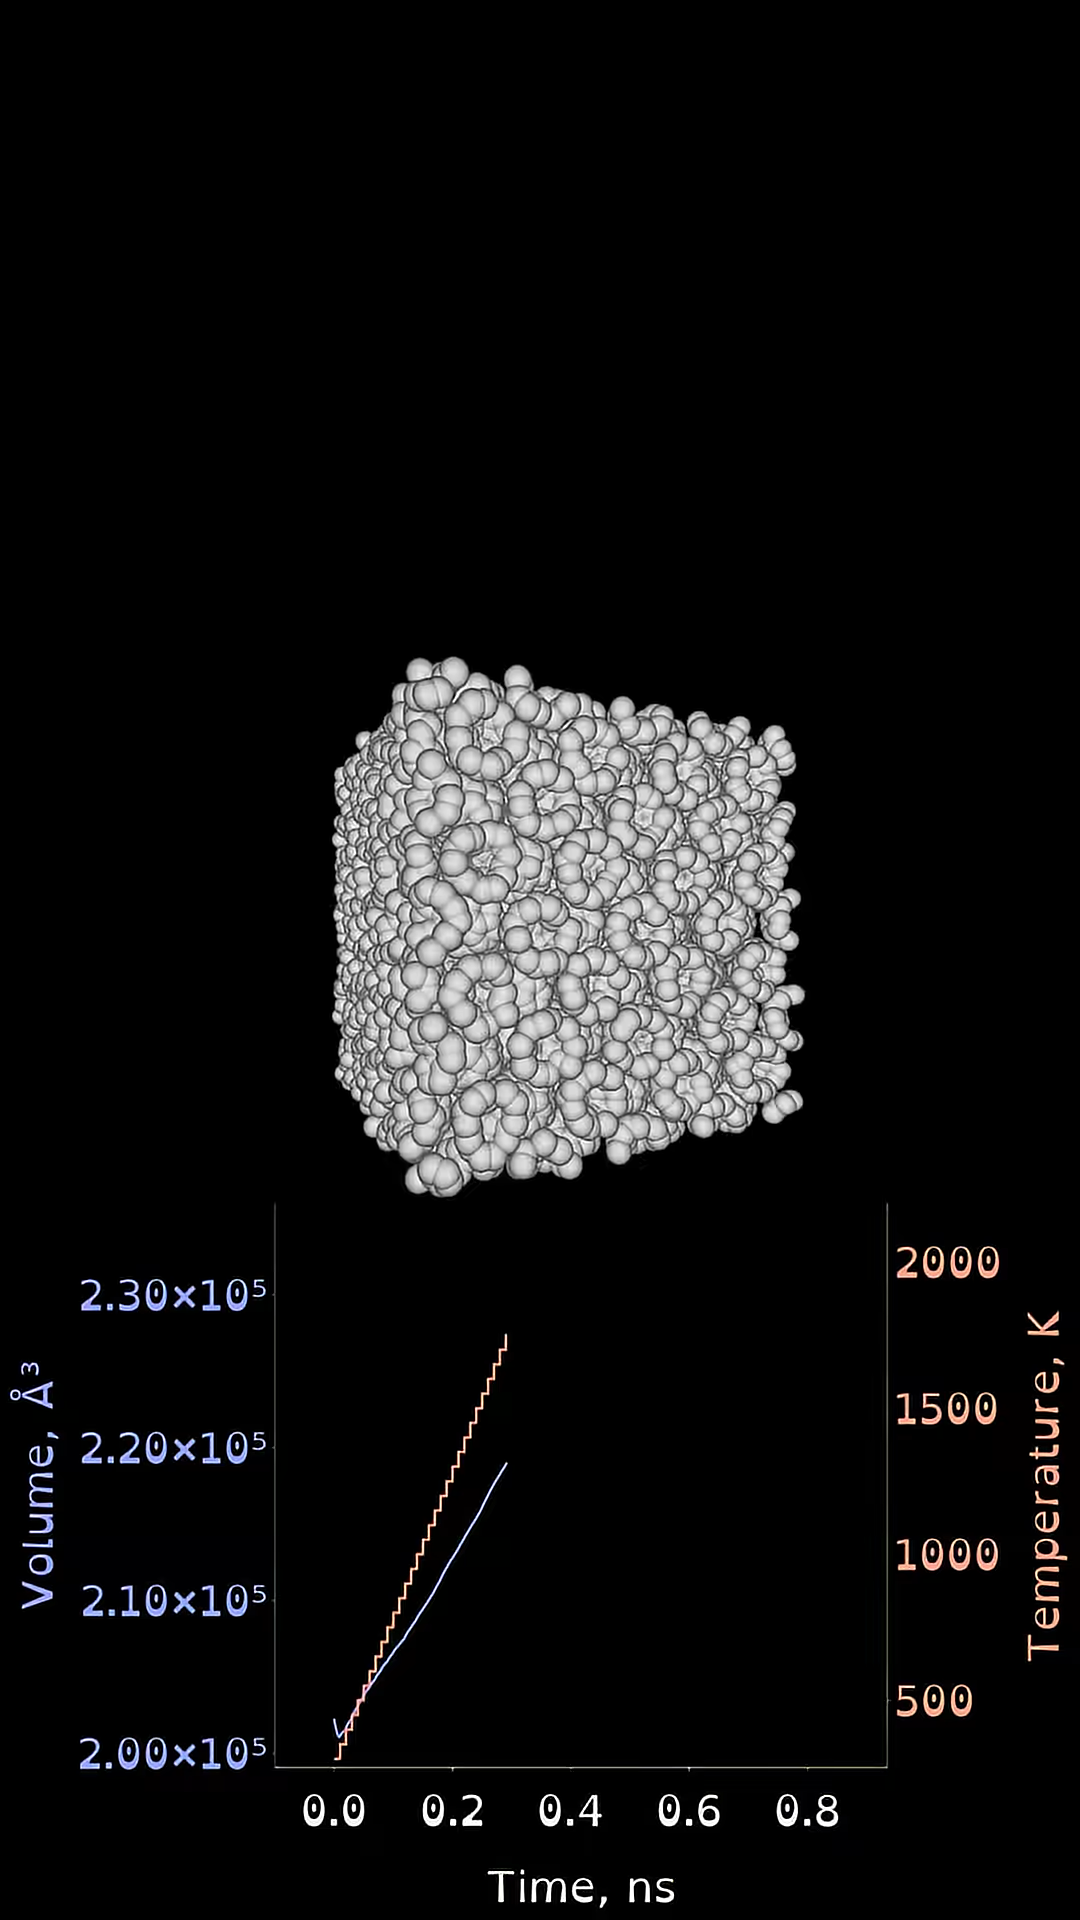 2.30×10⁵
2.20×10⁵
2.10×10⁵
2.00×10⁵
Volume, Å³
2000
1500
1000
500
Temperature, K
0.0 0.2 0.4 0.6 0.8
Time, ns